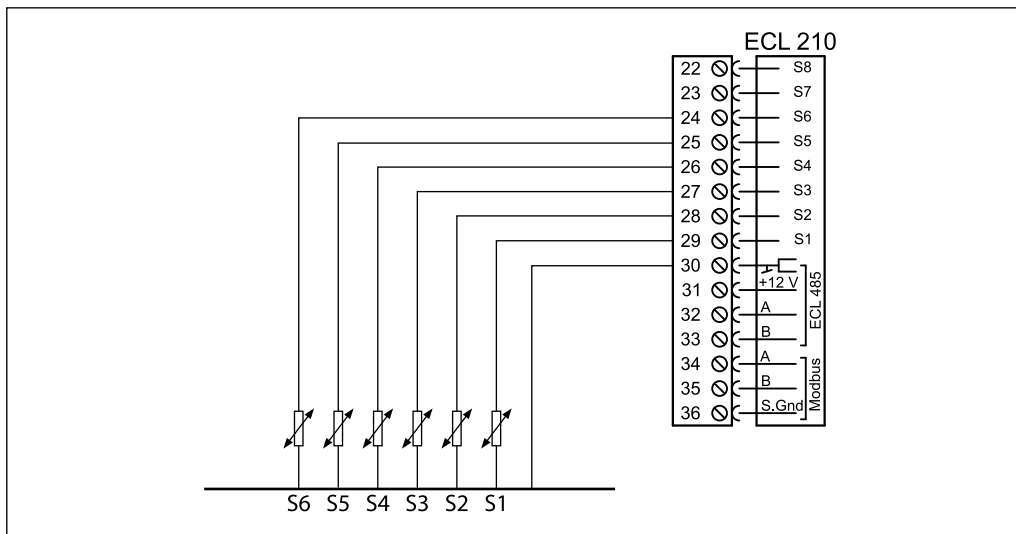 ECL 210
22 S8
23 S7
24 S6
25 S5
26 S4
27 S3
28 S2
29 S1
30
31 +12 V
32 A
33 B
ECL 485
34 A
35 B
36 S.Gnd
Modbus
S6 S5 S4 S3 S2 S1